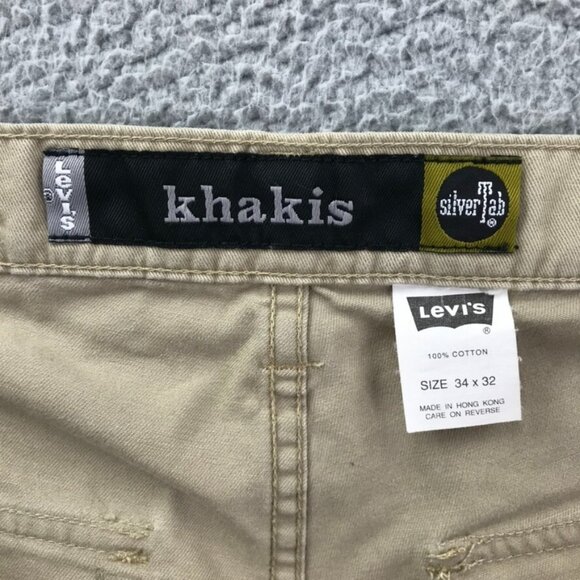 Levi's ®
khakis
silverTab ®
Levi's ®
100% COTTON
SIZE 34 x 32
MADE IN HONG KONG
CARE ON REVERSE